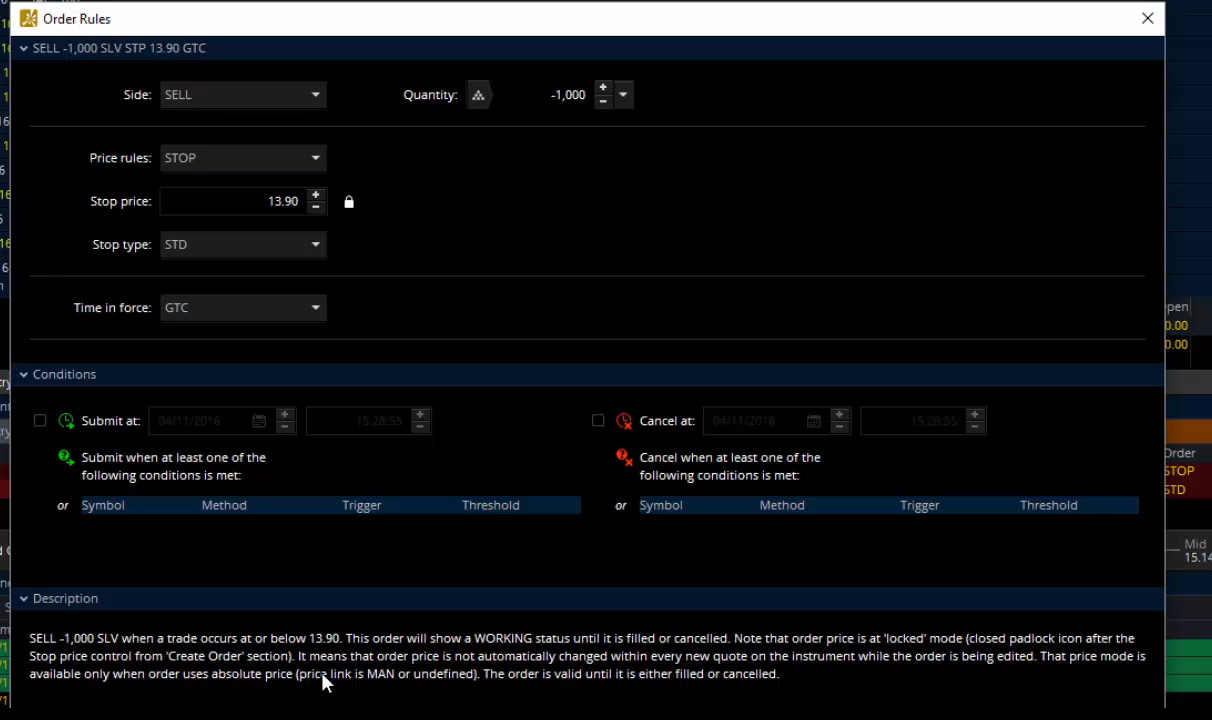 Order Rules
SELL -1,000 SLV STP 13.90 GTC
Side: SELL Quantity: -1,000
Price rules: STOP
Stop price: 13.90
Stop type: STD
Time in force: GTC
pen
0.00
0.00
Conditions
Submit at: 04/11/2016 Cancel at: 04/11/2016
Submit when at least one of the
following conditions is met:
Cancel when at least one of the
following conditions is met:
or Symbol Method Trigger Threshold
or Symbol Method Trigger Threshold
Order
STOP
STD
Mid
15.14
Description
SELL -1,000 SLV when a trade occurs at or below 13.90. This order will show a WORKING status until it is filled or cancelled. Note that order price is at 'locked' mode (closed padlock icon after the
Stop price control from 'Create Order' section). It means that order price is not automatically changed within every new quote on the instrument while the order is being edited. That price mode is
available only when order uses absolute price (price link is MAN or undefined). The order is valid until it is either filled or cancelled.